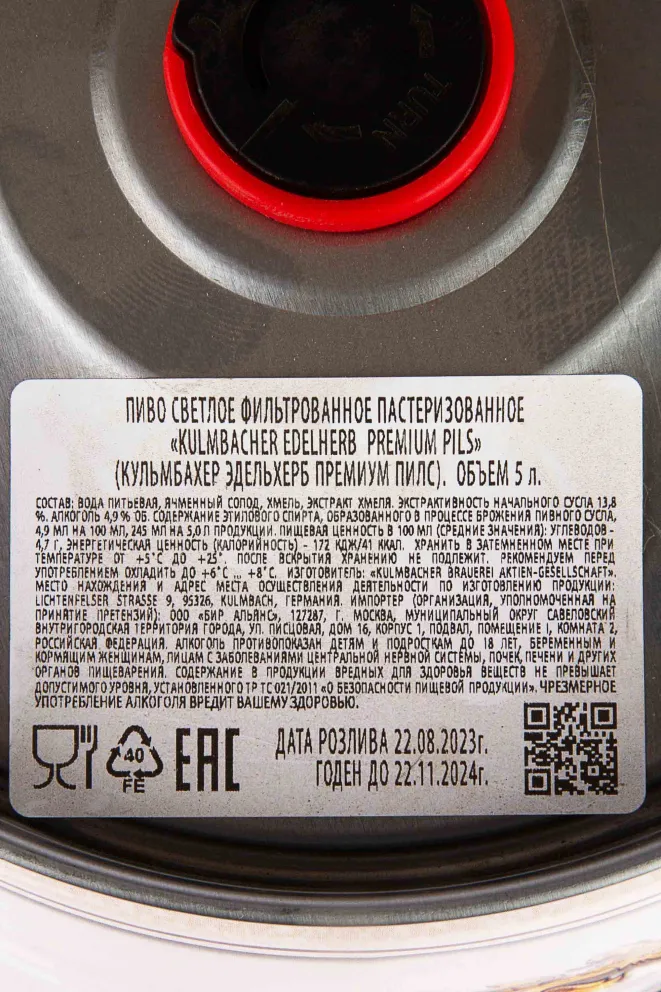 TURN
ПИВО СВЕТЛОЕ ФИЛЬТРОВАННОЕ ПАСТЕРИЗОВАННОЕ
«KULMBACHER EDELHERB PREMIUM PILS»
(КУЛЬМБАХЕР ЭДЕЛЬХЕРБ ПРЕМИУМ ПИЛС). ОБЪЕМ 5 л.
СОСТАВ: ВОДА ПИТЬЕВАЯ, ЯЧМЕННЫЙ СОЛОД, ХМЕЛЬ, ЭКСТРАКТ ХМЕЛЯ. ЭКСТРАКТИВНОСТЬ НАЧАЛЬНОГО СУСЛА 13,8
%. АЛКОГОЛЬ 4,9 % ОБ. СОДЕРЖАНИЕ ЭТИЛОВОГО СПИРТА, ОБРАЗОВАННОГО В ПРОЦЕССЕ БРОЖЕНИЯ ПИВНОГО СУСЛА,
4,9 МЛ НА 100 МЛ, 245 МЛ НА 5,0 Л ПРОДУКЦИИ. ПИЩЕВАЯ ЦЕННОСТЬ В 100 МЛ (СРЕДНИЕ ЗНАЧЕНИЯ): УГЛЕВОДОВ -
4,7 Г, ЭНЕРГЕТИЧЕСКАЯ ЦЕННОСТЬ (КАЛОРИЙНОСТЬ) - 172 КДЖ/41 ККАЛ. ХРАНИТЬ В ЗАТЕМНЕННОМ МЕСТЕ ПРИ
ТЕМПЕРАТУРЕ ОТ +5°С ДО +25°. ПОСЛЕ ВСКРЫТИЯ ХРАНЕНИЮ НЕ ПОДЛЕЖИТ. РЕКОМЕНДУЕМ ПЕРЕД
УПОТРЕБЛЕНИЕМ ОХЛАДИТЬ ДО +6°С ... +8°С. ИЗГОТОВИТЕЛЬ: «KULMBACHER BRAUEREI AKTIEN-GESELLSCHAFT».
МЕСТО НАХОЖДЕНИЯ И АДРЕС МЕСТА ОСУЩЕСТВЛЕНИЯ ДЕЯТЕЛЬНОСТИ ПО ИЗГОТОВЛЕНИЮ ПРОДУКЦИИ:
LICHTENFELSER STRASSE 9, 95326, KULMBACH, ГЕРМАНИЯ. ИМПОРТЕР (ОРГАНИЗАЦИЯ, УПОЛНОМОЧЕННАЯ НА
ПРИНЯТИЕ ПРЕТЕНЗИЙ): ООО «БИР АЛЬЯНС», 127287, Г. МОСКВА, МУНИЦИПАЛЬНЫЙ ОКРУГ САВЕЛОВСКИЙ
ВНУТРИГОРОДСКАЯ ТЕРРИТОРИЯ ГОРОДА, УЛ. ПИСЦОВАЯ, ДОМ 16, КОРПУС 1, ПОДВАЛ, ПОМЕЩЕНИЕ I, КОМНАТА 2,
РОССИЙСКАЯ ФЕДЕРАЦИЯ. АЛКОГОЛЬ ПРОТИВОПОКАЗАН ДЕТЯМ И ПОДРОСТКАМ ДО 18 ЛЕТ, БЕРЕМЕННЫМ И
КОРМЯЩИМ ЖЕНЩИНАМ, ЛИЦАМ С ЗАБОЛЕВАНИЯМИ ЦЕНТРАЛЬНОЙ НЕРВНОЙ СИСТЕМЫ, ПОЧЕК, ПЕЧЕНИ И ДРУГИХ
ОРГАНОВ ПИЩЕВАРЕНИЯ. СОДЕРЖАНИЕ В ПРОДУКЦИИ ВРЕДНЫХ ДЛЯ ЗДОРОВЬЯ ВЕЩЕСТВ НЕ ПРЕВЫШАЕТ
ДОПУСТИМОГО УРОВНЯ, УСТАНОВЛЕННОГО ТР ТС 021/2011 «О БЕЗОПАСНОСТИ ПИЩЕВОЙ ПРОДУКЦИИ». ЧРЕЗМЕРНОЕ
УПОТРЕБЛЕНИЕ АЛКОГОЛЯ ВРЕДИТ ВАШЕМУ ЗДОРОВЬЮ.
40
FE
ЕАС
ДАТА РОЗЛИВА 22.08.2023г.
ГОДЕН ДО 22.11.2024г.